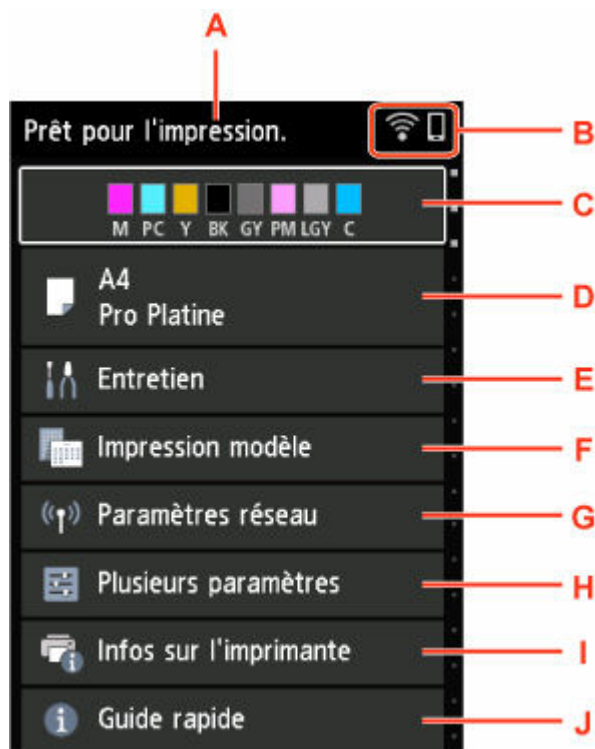 A
Prêt pour l'impression.
B
M PC Y BK GY PM LGY C
C
A4
Pro Platine
D
Entretien
E
Impression modèle
F
Paramètres réseau
G
Plusieurs paramètres
H
Infos sur l'imprimante
I
Guide rapide
J